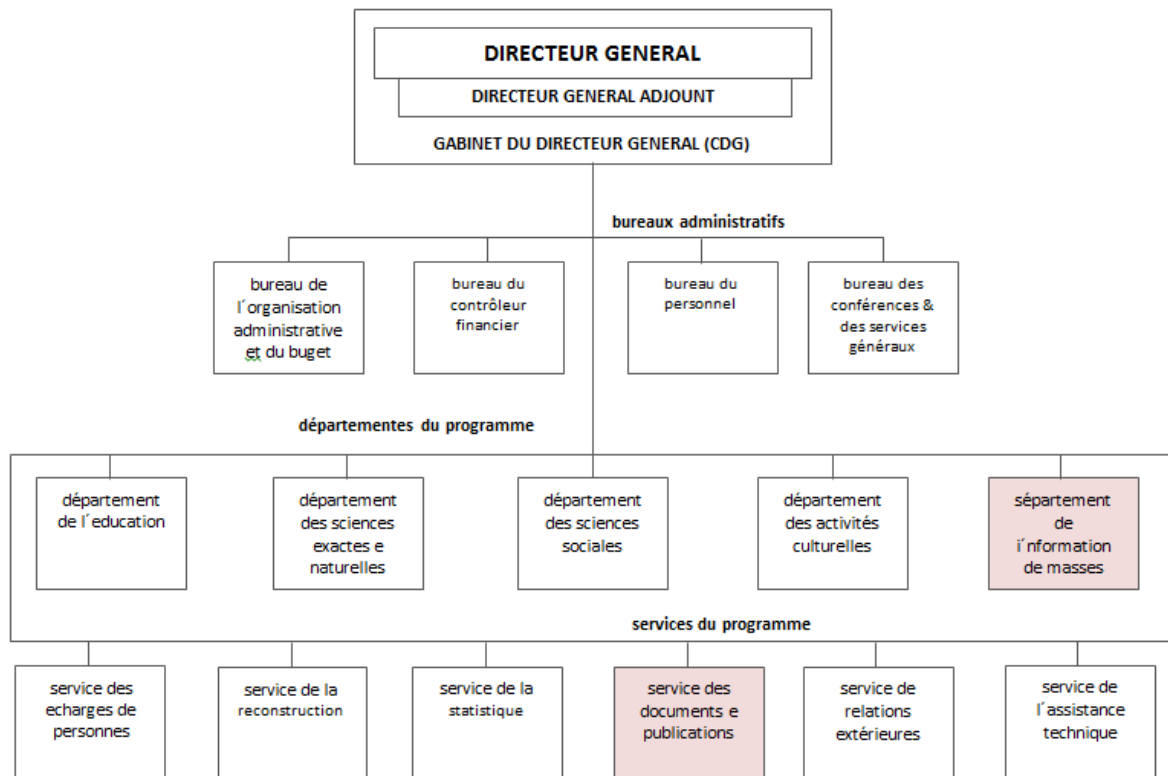 DIRECTEUR GENERAL
DIRECTEUR GENERAL ADJOUNT
GABINET DU DIRECTEUR GENERAL (CDG)
bureaux administratifs
bureau de
l´organisation
administrative
et du buget
bureau du
contrôleur
financier
bureau du
personnel
bureau des
conférences &
des services
généraux
départementes du programme
département
de l´education
département
des sciences
exactes e
naturelles
département
des sciences
sociales
département
des activités
culturelles
sépartement
de
i´nformation
de masses
services du programme
service des
echarges de
personnes
service de la
reconstruction
service de la
statistique
service des
documents e
publications
service de
relations
extérieures
service de
l´assistance
technique